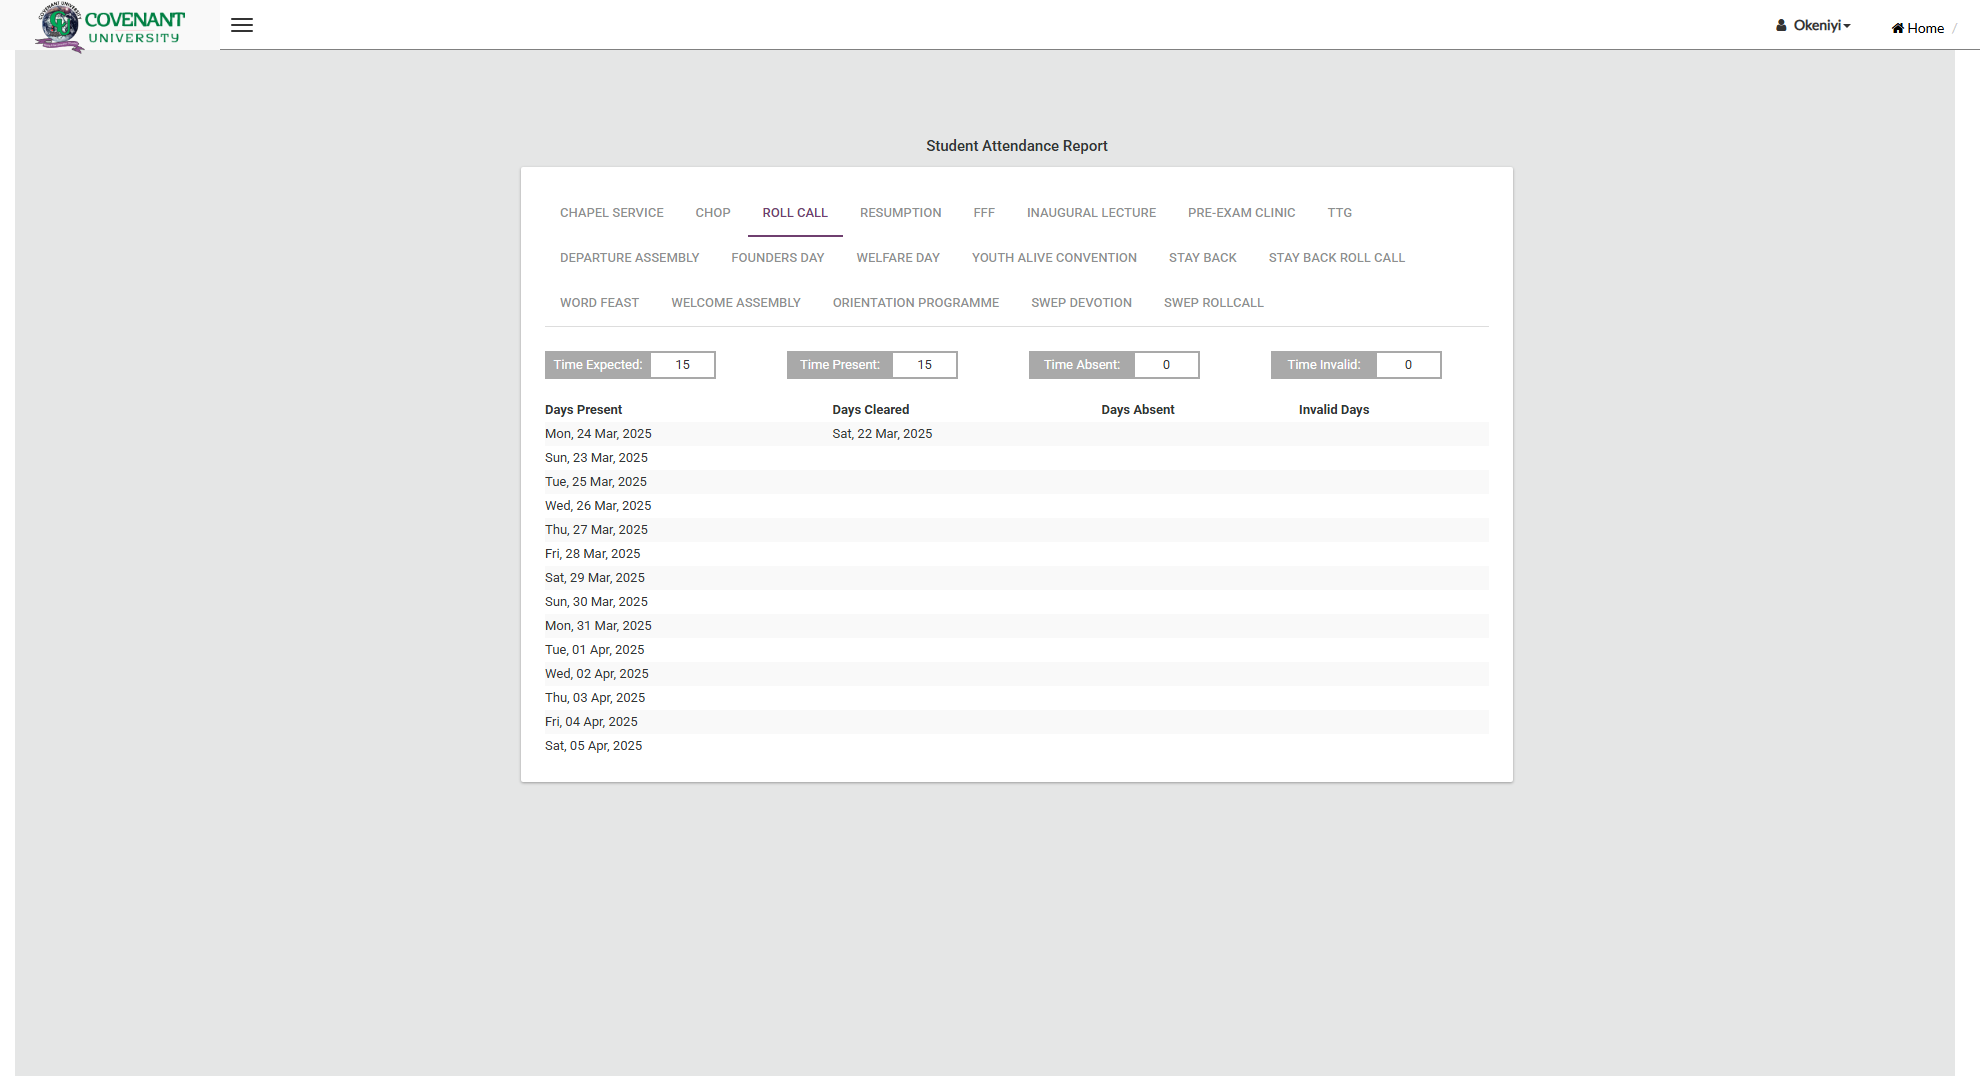 COVENANT UNIVERSITY
COVENANT
UNIVERSITY
Okeniyi
Home /
Student Attendance Report
CHAPEL SERVICE CHOP ROLL CALL RESUMPTION FFF INAUGURAL LECTURE PRE-EXAM CLINIC TTG
DEPARTURE ASSEMBLY FOUNDERS DAY WELFARE DAY YOUTH ALIVE CONVENTION STAY BACK STAY BACK ROLL CALL
WORD FEAST WELCOME ASSEMBLY ORIENTATION PROGRAMME SWEP DEVOTION SWEP ROLLCALL
Time Expected: 15 Time Present: 15 Time Absent: 0 Time Invalid: 0
Days Present Days Cleared Days Absent Invalid Days
Mon, 24 Mar, 2025 Sat, 22 Mar, 2025
Sun, 23 Mar, 2025
Tue, 25 Mar, 2025
Wed, 26 Mar, 2025
Thu, 27 Mar, 2025
Fri, 28 Mar, 2025
Sat, 29 Mar, 2025
Sun, 30 Mar, 2025
Mon, 31 Mar, 2025
Tue, 01 Apr, 2025
Wed, 02 Apr, 2025
Thu, 03 Apr, 2025
Fri, 04 Apr, 2025
Sat, 05 Apr, 2025